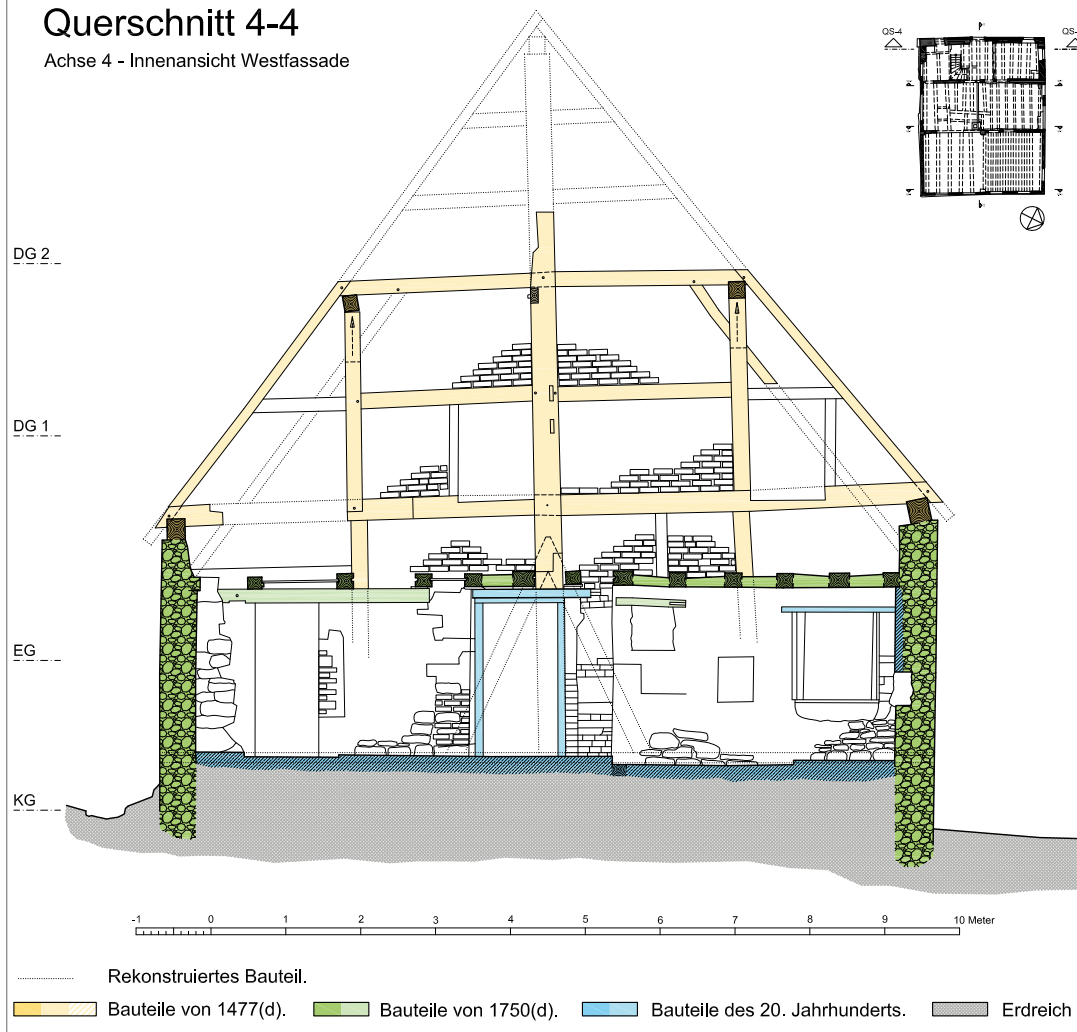 Querschnitt 4-4
Achse 4 - Innenansicht Westfassade
QS-4
QS-
DG 2
DG 1
EG
KG
-1 0 1 2 3 4 5 6 7 8 9 10 Meter
Rekonstruiertes Bauteil.
Bauteile von 1477(d). Bauteile von 1750(d). Bauteile des 20. Jahrhunderts. Erdreich